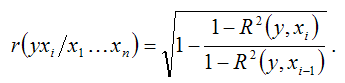 r(yx_i/x_1…x_n) = √(1 − (1 − R²(y, x_i))/(1 − R²(y, x_{i−1}))) .